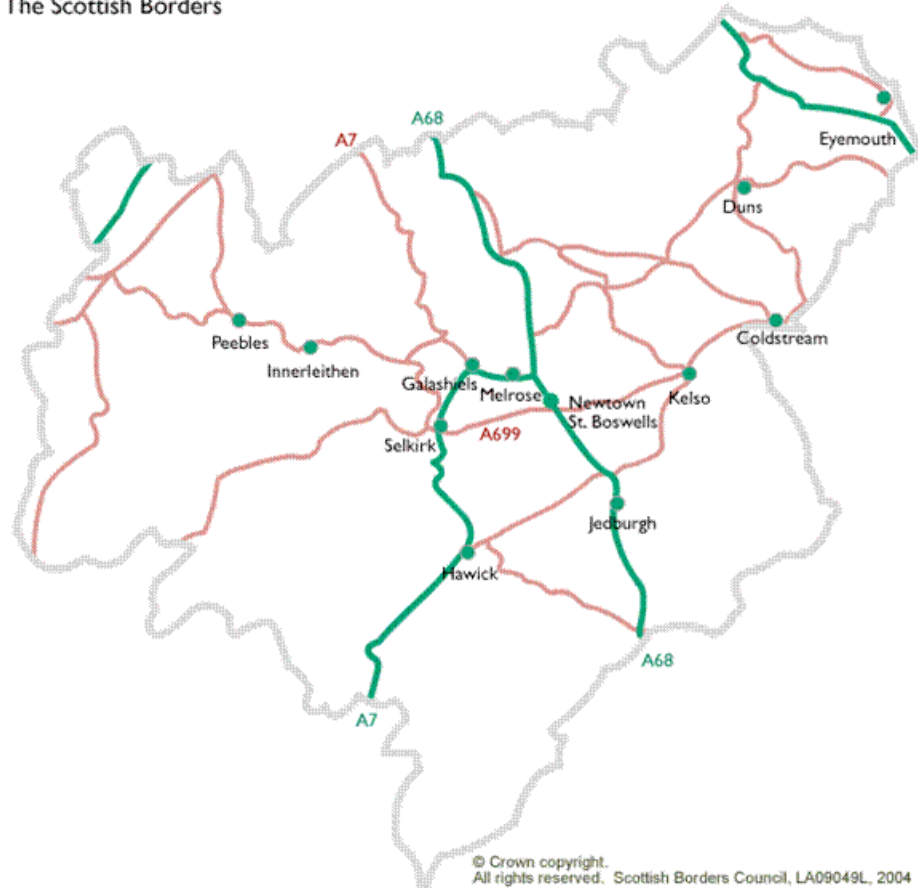 The Scottish Borders
A68
A7
Eyemouth
Duns
Peebles
Coldstream
Innerleithen
Galashiels
Melrose
Newtown
St. Boswells
Kelso
Selkirk
A699
Jedburgh
Hawick
A68
A7
© Crown copyright.
All rights reserved. Scottish Borders Council, LA09049L, 2004